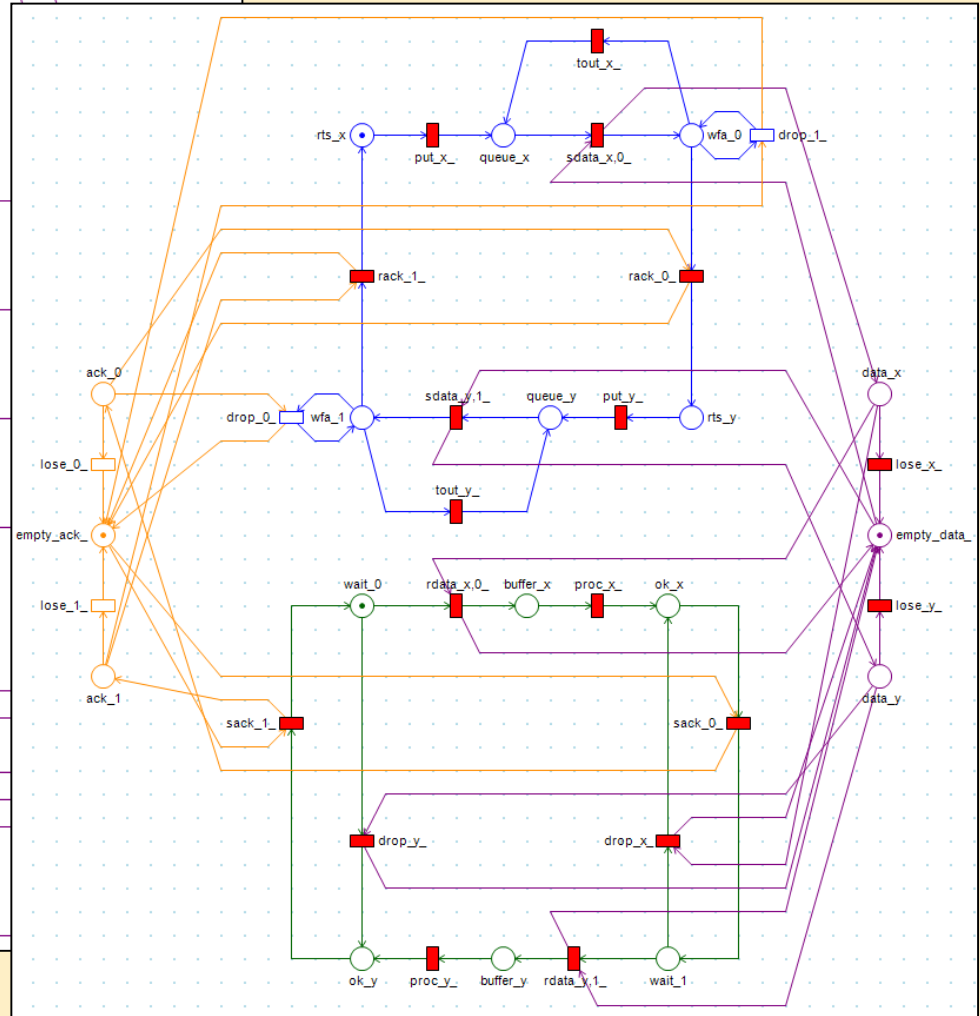 tout_x_
rts_x
put_x_
queue_x
sdata_x,0_
wfa_0
drop_1_
rack_1_
rack_0_
ack_0
data_x
drop_0_
wfa_1
sdata_y,1_
queue_y
put_y_
rts_y
lose_0_
lose_x_
tout_y_
empty_ack_
empty_data_
wait_0
rdata_x,0_
buffer_x
proc_x_
ok_x
lose_1_
lose_y_
ack_1
data_y
sack_1_
sack_0_
drop_y_
drop_x_
ok_y
proc_y_
buffer_y
rdata_y,1_
wait_1